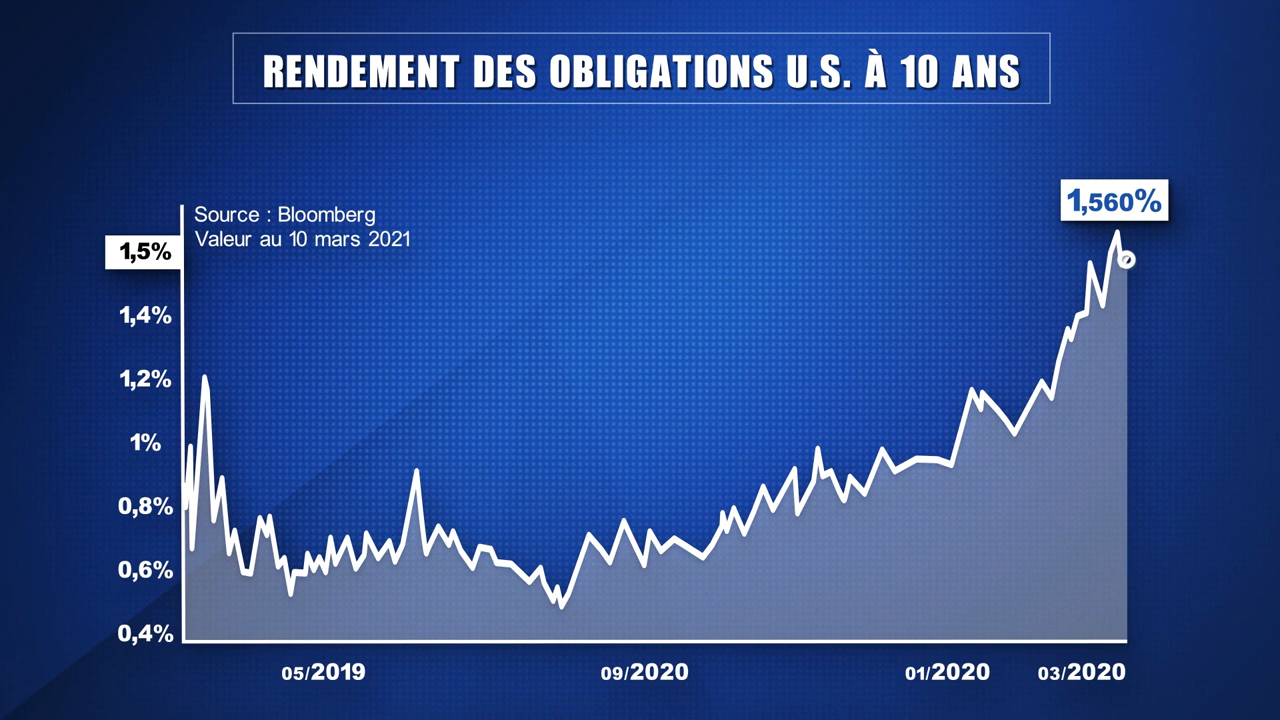 RENDEMENT DES OBLIGATIONS U.S. À 10 ANS
1,560%
Source : Bloomberg
Valeur au 10 mars 2021
1,5%
1,4%
1,2%
1%
0,8%
0,6%
0,4%
05/2019 09/2020 01/2020 03/2020